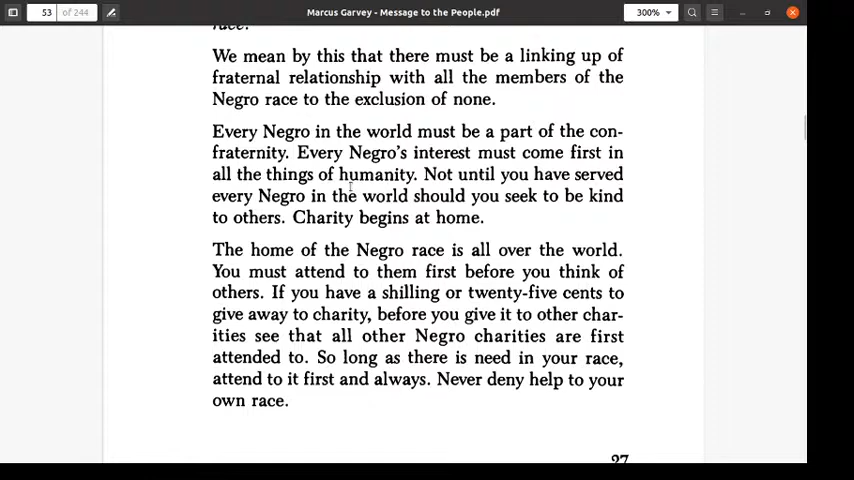 53 of 244
Marcus Garvey - Message to the People.pdf
300%
race.
We mean by this that there must be a linking up of
fraternal relationship with all the members of the
Negro race to the exclusion of none.
Every Negro in the world must be a part of the con-
fraternity. Every Negro's interest must come first in
all the things of humanity. Not until you have served
every Negro in the world should you seek to be kind
to others. Charity begins at home.
The home of the Negro race is all over the world.
You must attend to them first before you think of
others. If you have a shilling or twenty-five cents to
give away to charity, before you give it to other char-
ities see that all other Negro charities are first
attended to. So long as there is need in your race,
attend to it first and always. Never deny help to your
own race.
27